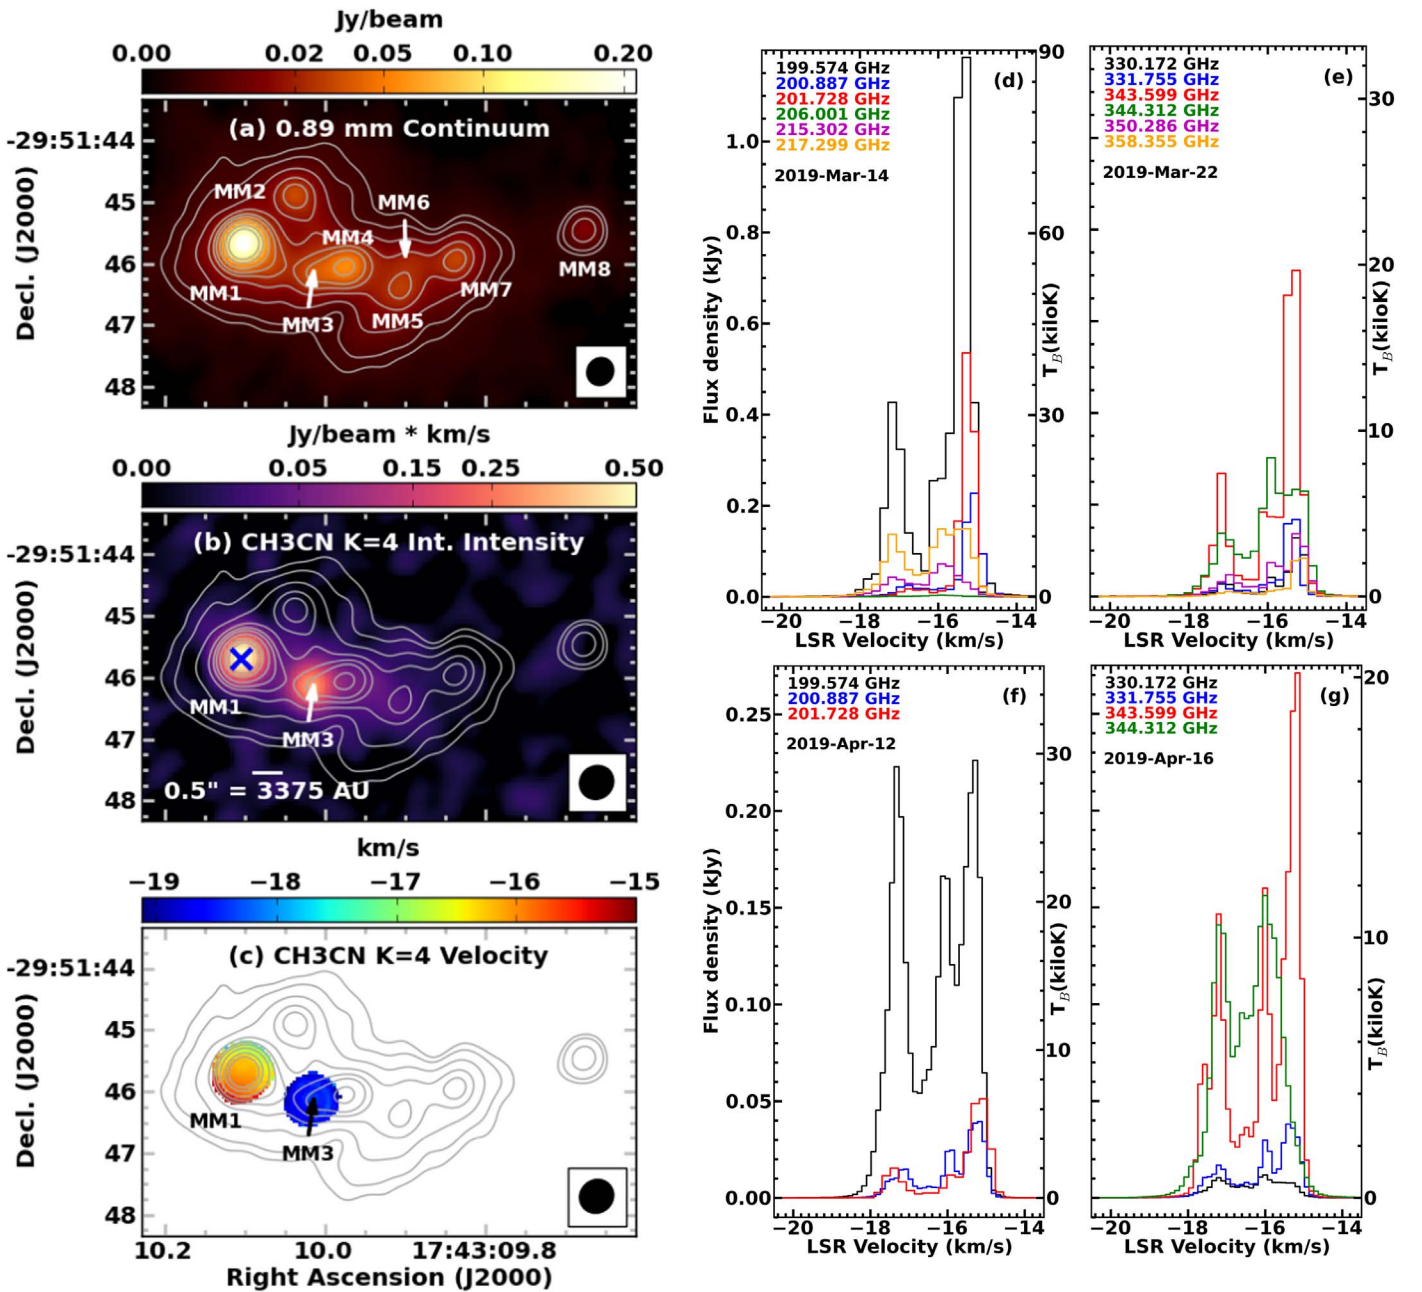 Jy/beam
0.00 0.02 0.05 0.10 0.20
(a) 0.89 mm Continuum
-29:51:44
45
46
47
48
Decl. (J2000)
MM2
MM6
MM4
MM8
MM1
MM7
MM3
MM5
Jy/beam * km/s
0.00 0.05 0.15 0.25 0.50
(b) CH3CN K=4 Int. Intensity
-29:51:44
45
46
47
48
Decl. (J2000)
MM1
MM3
0.5" = 3375 AU
km/s
−19 −18 −17 −16 −15
(c) CH3CN K=4 Velocity
-29:51:44
45
46
47
48
Decl. (J2000)
MM1
MM3
10.2 10.0 17:43:09.8
Right Ascension (J2000)
(d)
199.574 GHz
200.887 GHz
201.728 GHz
206.001 GHz
215.302 GHz
217.299 GHz
2019-Mar-14
1.0
0.8
0.6
0.4
0.2
0.0
Flux density (kJy)
90
60
30
0
TB(kiloK)
−20 −18 −16 −14
LSR Velocity (km/s)
(e)
330.172 GHz
331.755 GHz
343.599 GHz
344.312 GHz
350.286 GHz
358.355 GHz
2019-Mar-22
30
20
10
0
TB(kiloK)
−20 −18 −16 −14
LSR Velocity (km/s)
(f)
199.574 GHz
200.887 GHz
201.728 GHz
2019-Apr-12
0.25
0.20
0.15
0.10
0.05
0.00
Flux density (kJy)
30
20
10
0
TB(kiloK)
−20 −18 −16 −14
LSR Velocity (km/s)
(g)
330.172 GHz
331.755 GHz
343.599 GHz
344.312 GHz
2019-Apr-16
20
10
0
TB(kiloK)
−20 −18 −16 −14
LSR Velocity (km/s)